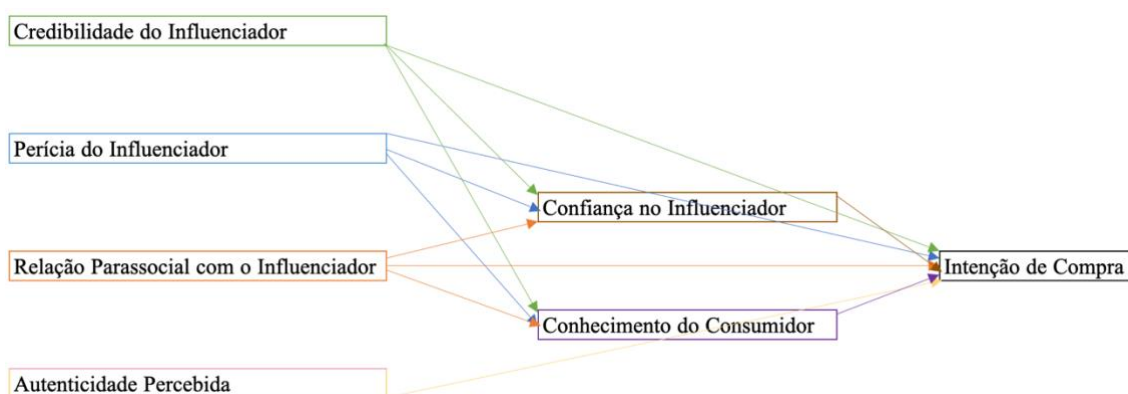 Credibilidade do Influenciador
Perícia do Influenciador
Confiança no Influenciador
Relação Parassocial com o Influenciador
Intenção de Compra
Conhecimento do Consumidor
Autenticidade Percebida